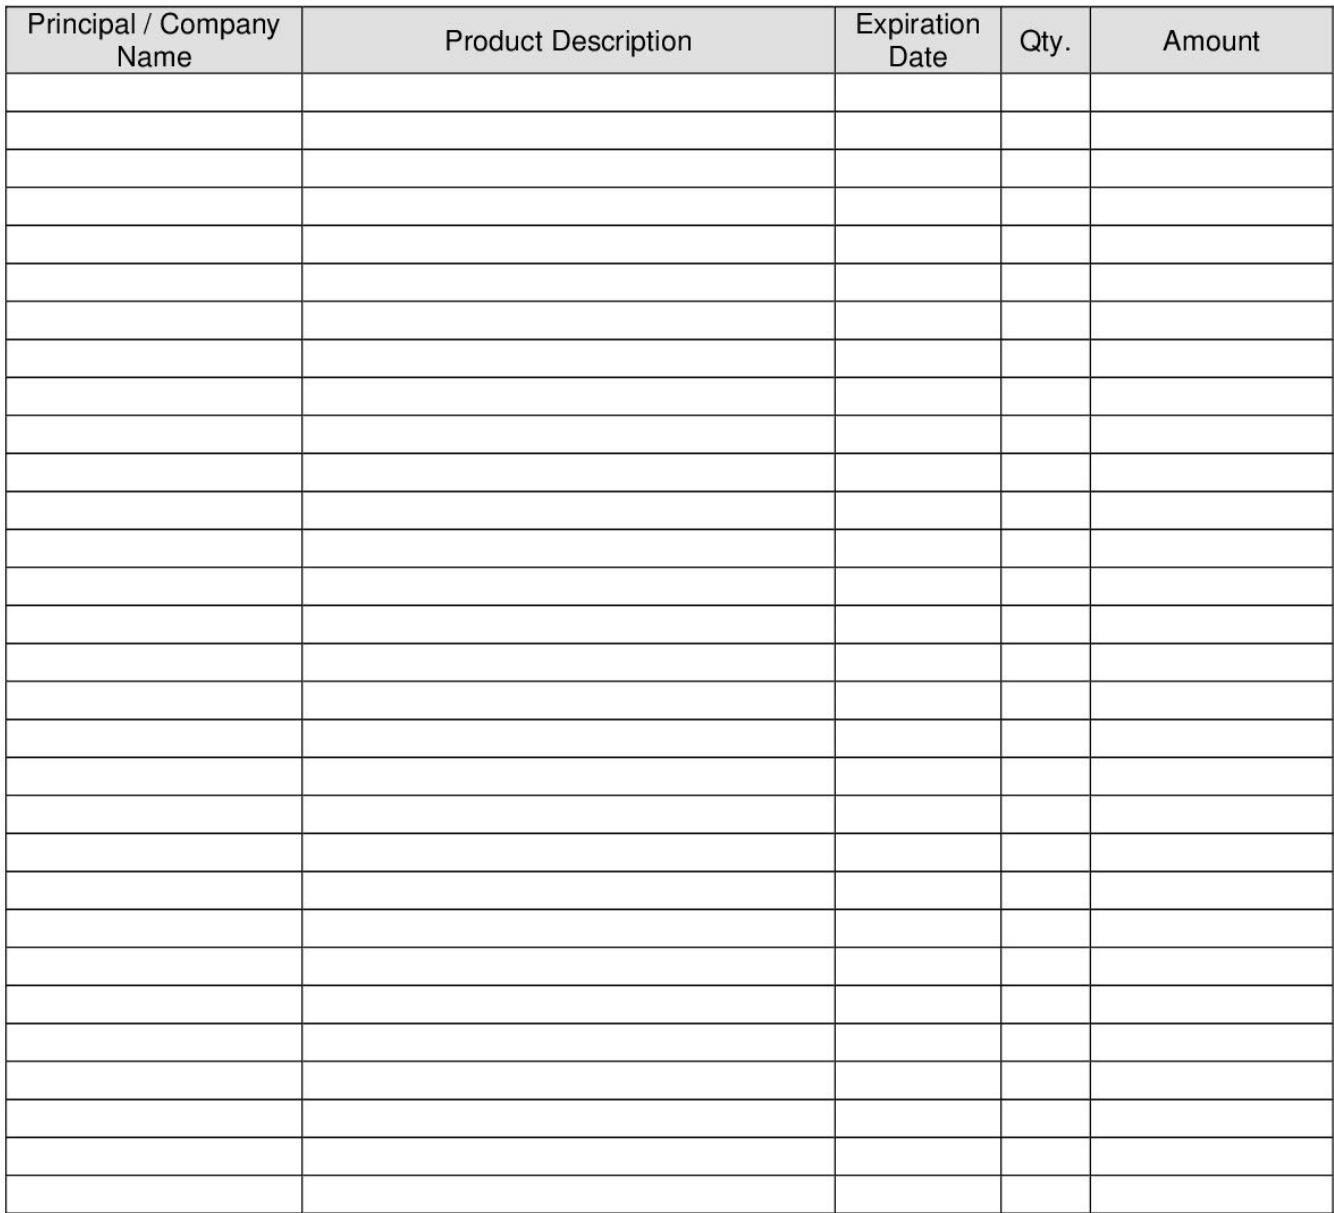 Principal / Company
Name
Product Description
Expiration
Date
Qty.
Amount